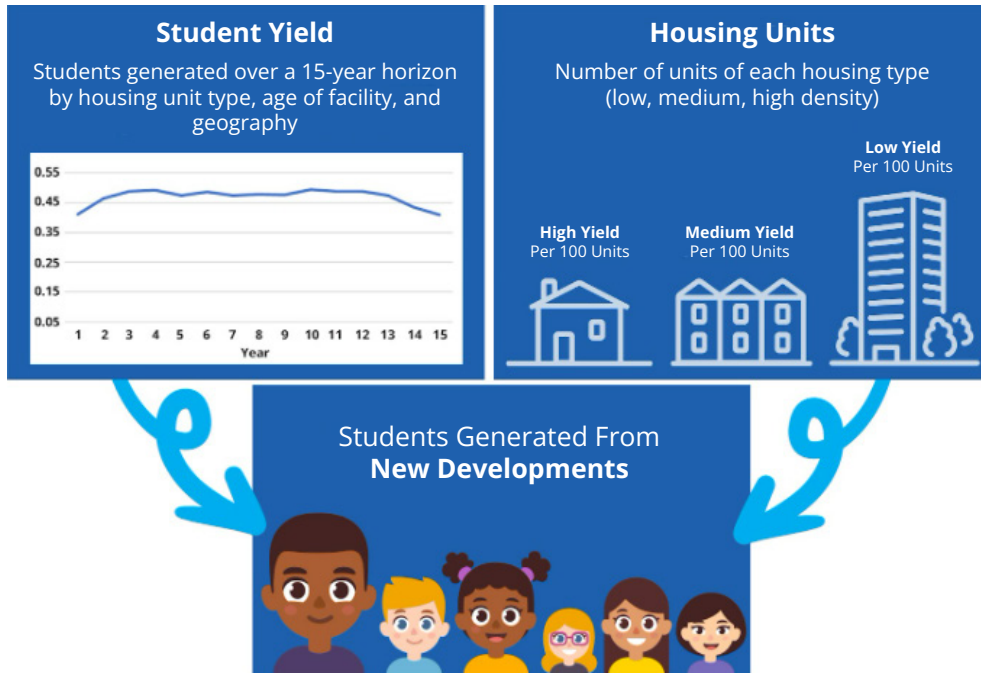 Student Yield
Students generated over a 15-year horizon
by housing unit type, age of facility, and
geography
0.55
0.45
0.35
0.25
0.15
0.05
1 2 3 4 5 6 7 8 9 10 11 12 13 14 15
Year
Housing Units
Number of units of each housing type
(low, medium, high density)
High Yield
Per 100 Units
Medium Yield
Per 100 Units
Low Yield
Per 100 Units
Students Generated From
New Developments